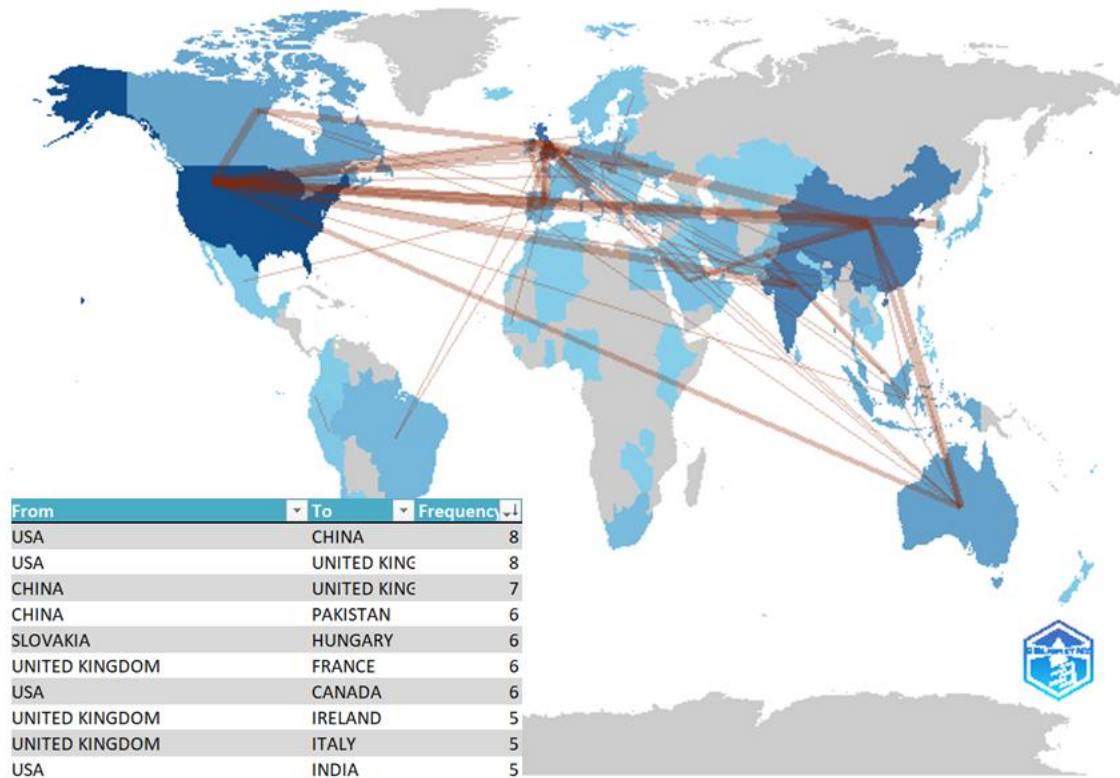 From To Frequency
USA CHINA 8
USA UNITED KING 8
CHINA UNITED KING 7
CHINA PAKISTAN 6
SLOVAKIA HUNGARY 6
UNITED KINGDOM FRANCE 6
USA CANADA 6
UNITED KINGDOM IRELAND 5
UNITED KINGDOM ITALY 5
USA INDIA 5